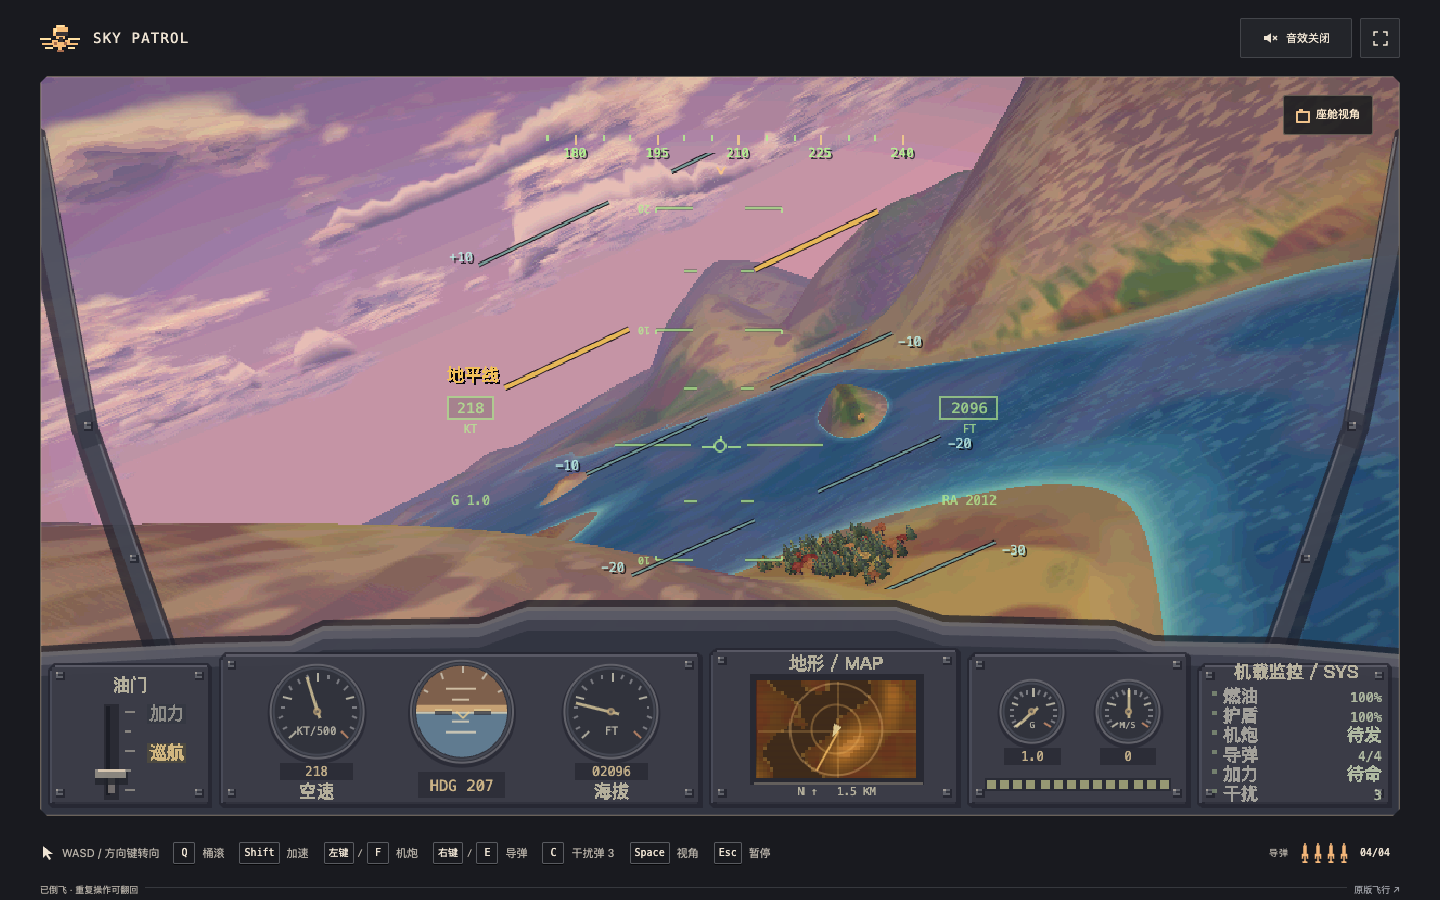 SKY PATROL
音效关闭
座舱视角
180 195 210 225 240
20
+10
10
-10
地平线
218
KT
2096
FT
-20
-10
G 1.0
RA 2012
-30
10
-20
油门
加力
巡航
KT/500
218
空速
HDG 207
FT
02096
海拔
地形 / MAP
N ↑ 1.5 KM
G
1.0
M/S
0
机载监控 / SYS
燃油 100%
护盾 100%
机炮 待发
导弹 4/4
加力 待命
干扰 3
WASD / 方向键转向 Q 桶滚 Shift 加速 左键 / F 机炮 右键 / E 导弹 C 干扰弹 3 Space 视角 Esc 暂停
导弹 04/04
已倒飞 · 重复操作可翻回
原版飞行 ↗